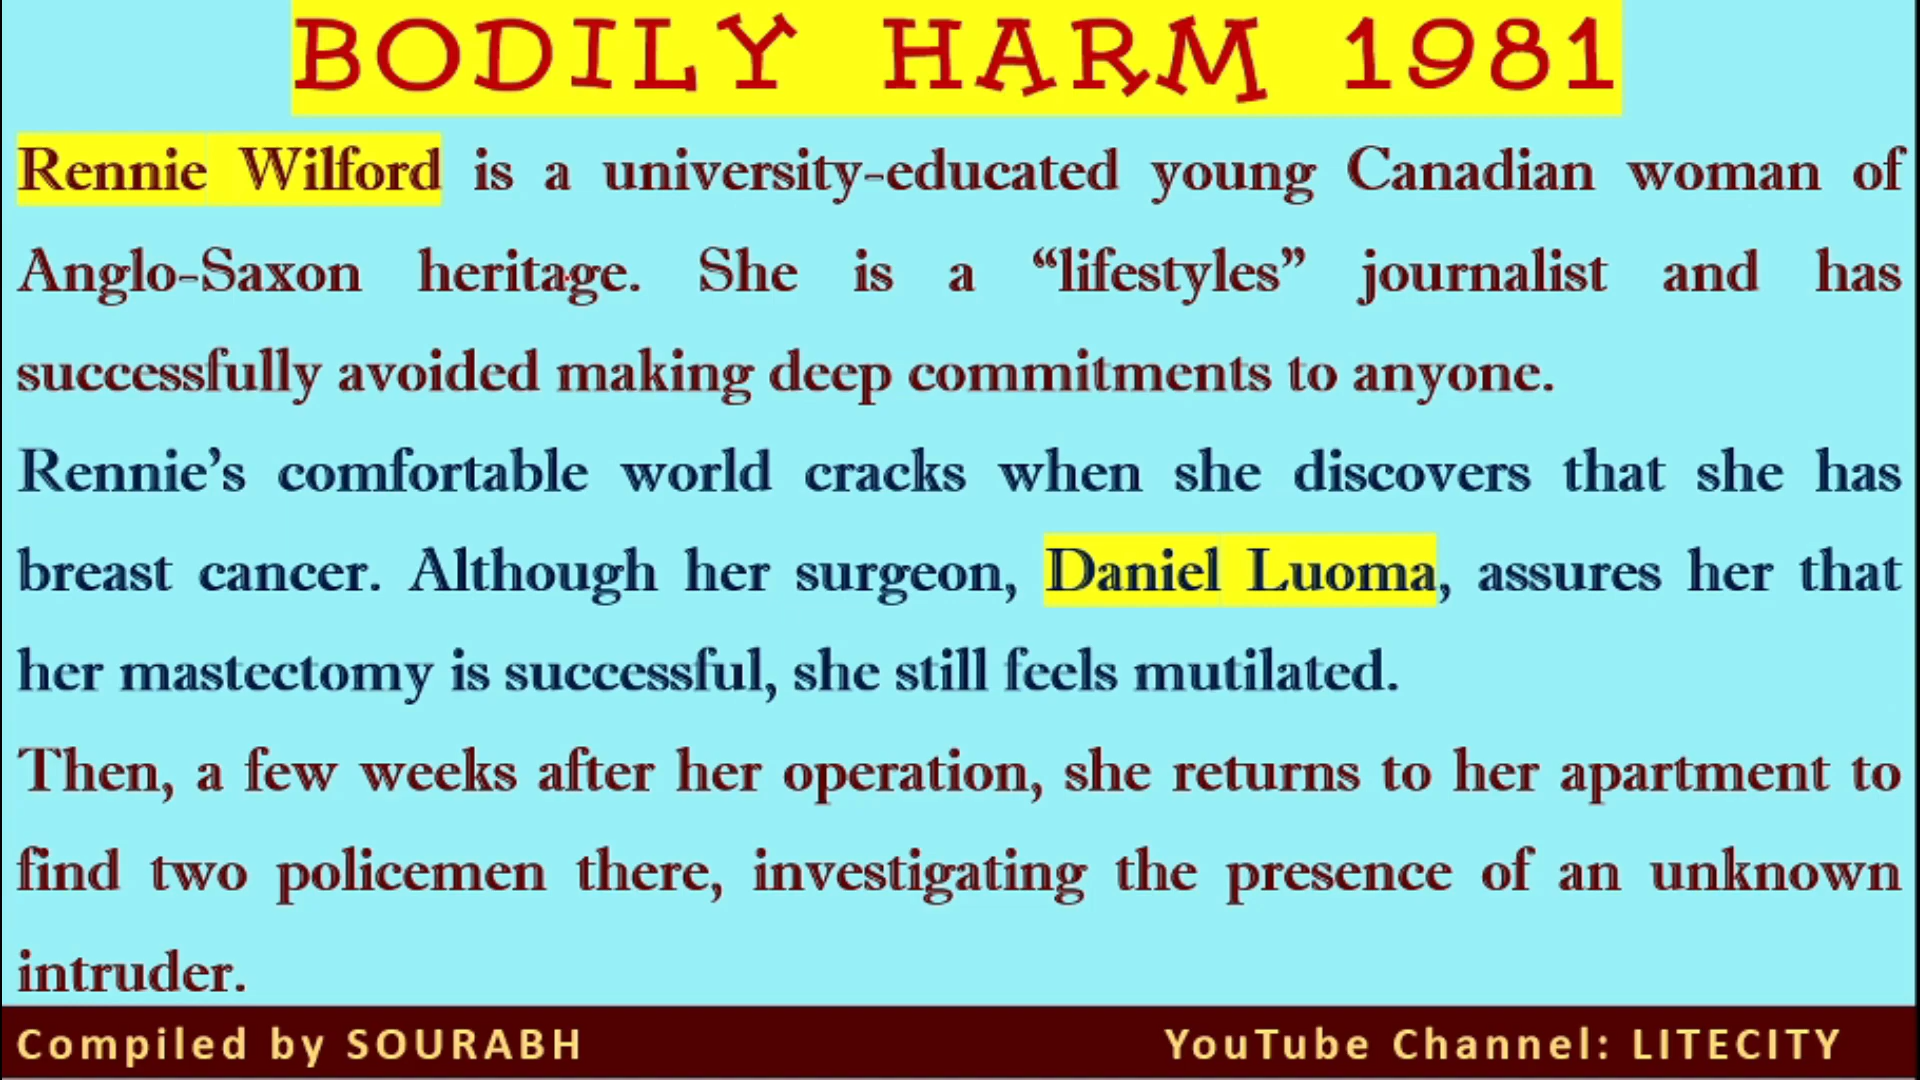 BODILY HARM 1981
Rennie Wilford is a university-educated young Canadian woman of
Anglo-Saxon heritage. She is a “lifestyles” journalist and has
successfully avoided making deep commitments to anyone.
Rennie’s comfortable world cracks when she discovers that she has
breast cancer. Although her surgeon, Daniel Luoma, assures her that
her mastectomy is successful, she still feels mutilated.
Then, a few weeks after her operation, she returns to her apartment to
find two policemen there, investigating the presence of an unknown
intruder.
Compiled by SOURABH YouTube Channel: LITECITY